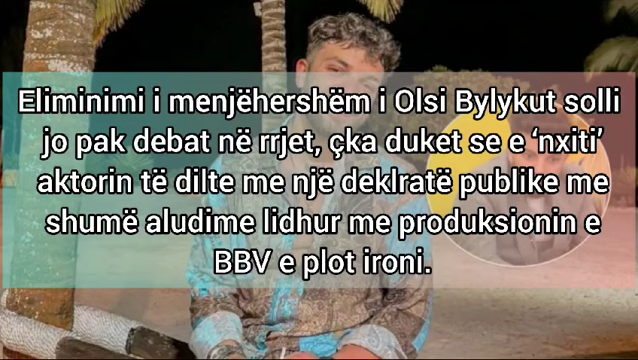 Eliminimi i menjëhershëm i Olsi Bylykut solli
jo pak debat në rrjet, çka duket se e ‘nxiti’
aktorin të dilte me një deklratë publike me
shumë aludime lidhur me produksionin e
BBV e plot ironi.